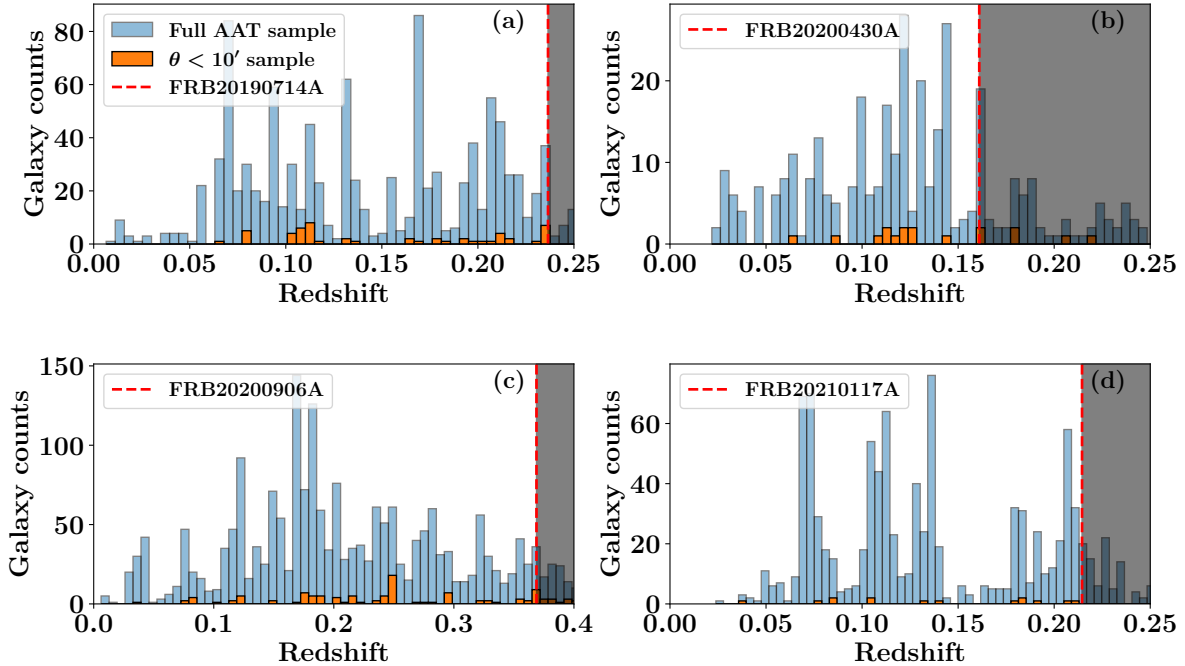 (a)
Full AAT sample
θ < 10′ sample
FRB20190714A
Galaxy counts
80
60
40
20
0
0.00 0.05 0.10 0.15 0.20 0.25
Redshift
(b)
FRB20200430A
Galaxy counts
20
10
0
0.00 0.05 0.10 0.15 0.20 0.25
Redshift
(c)
FRB20200906A
Galaxy counts
150
100
50
0
0.0 0.1 0.2 0.3 0.4
Redshift
(d)
FRB20210117A
Galaxy counts
60
40
20
0
0.00 0.05 0.10 0.15 0.20 0.25
Redshift